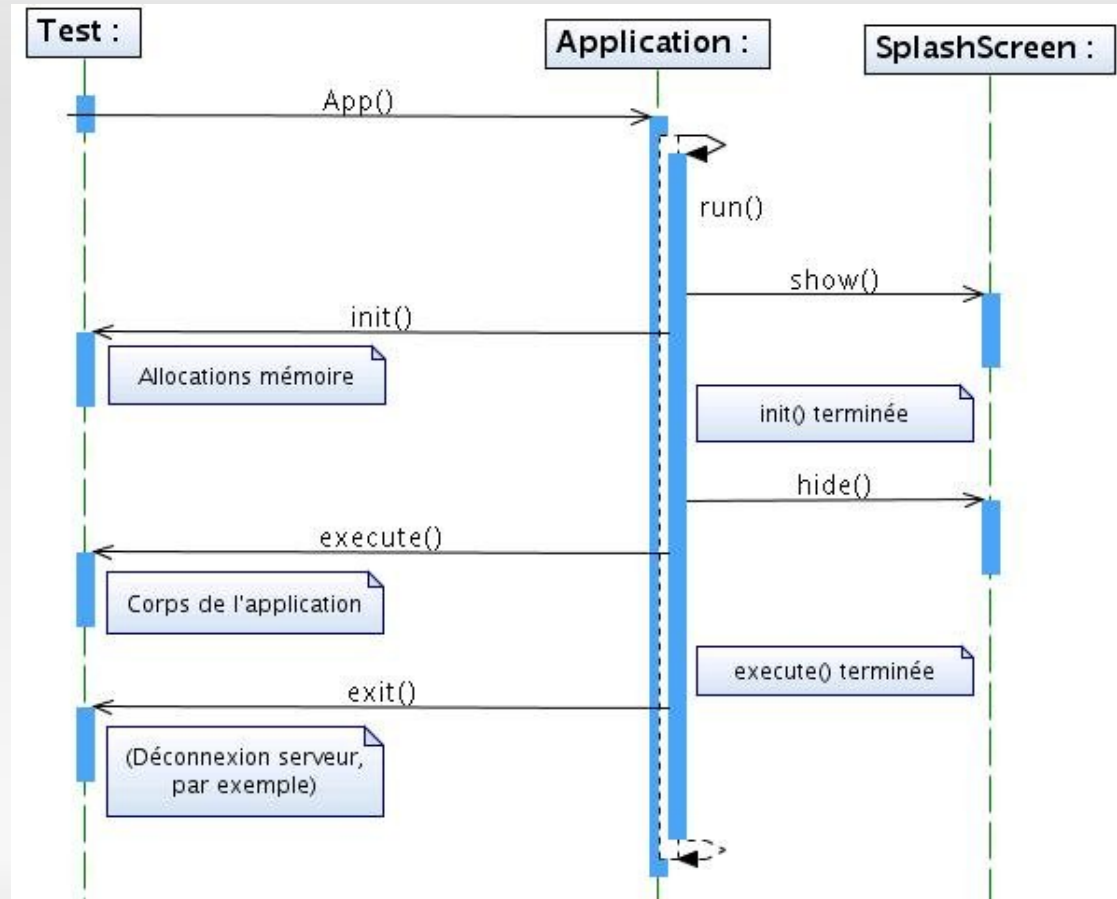 Test :
Application :
SplashScreen :
App()
run()
show()
init()
Allocations mémoire
init() terminée
hide()
execute()
Corps de l'application
execute() terminée
exit()
(Déconnexion serveur,
par exemple)